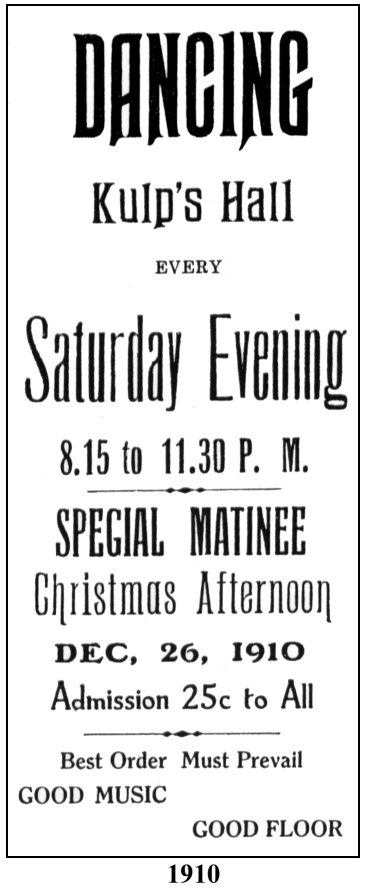 DANCING
Kulp's Hall
EVERY
Saturday Evening
8.15 to 11.30 P. M.
SPECIAL MATINEE
Christmas Afternoon
DEC, 26, 1910
Admission 25c to All
Best Order Must Prevail
GOOD MUSIC
GOOD FLOOR
1910